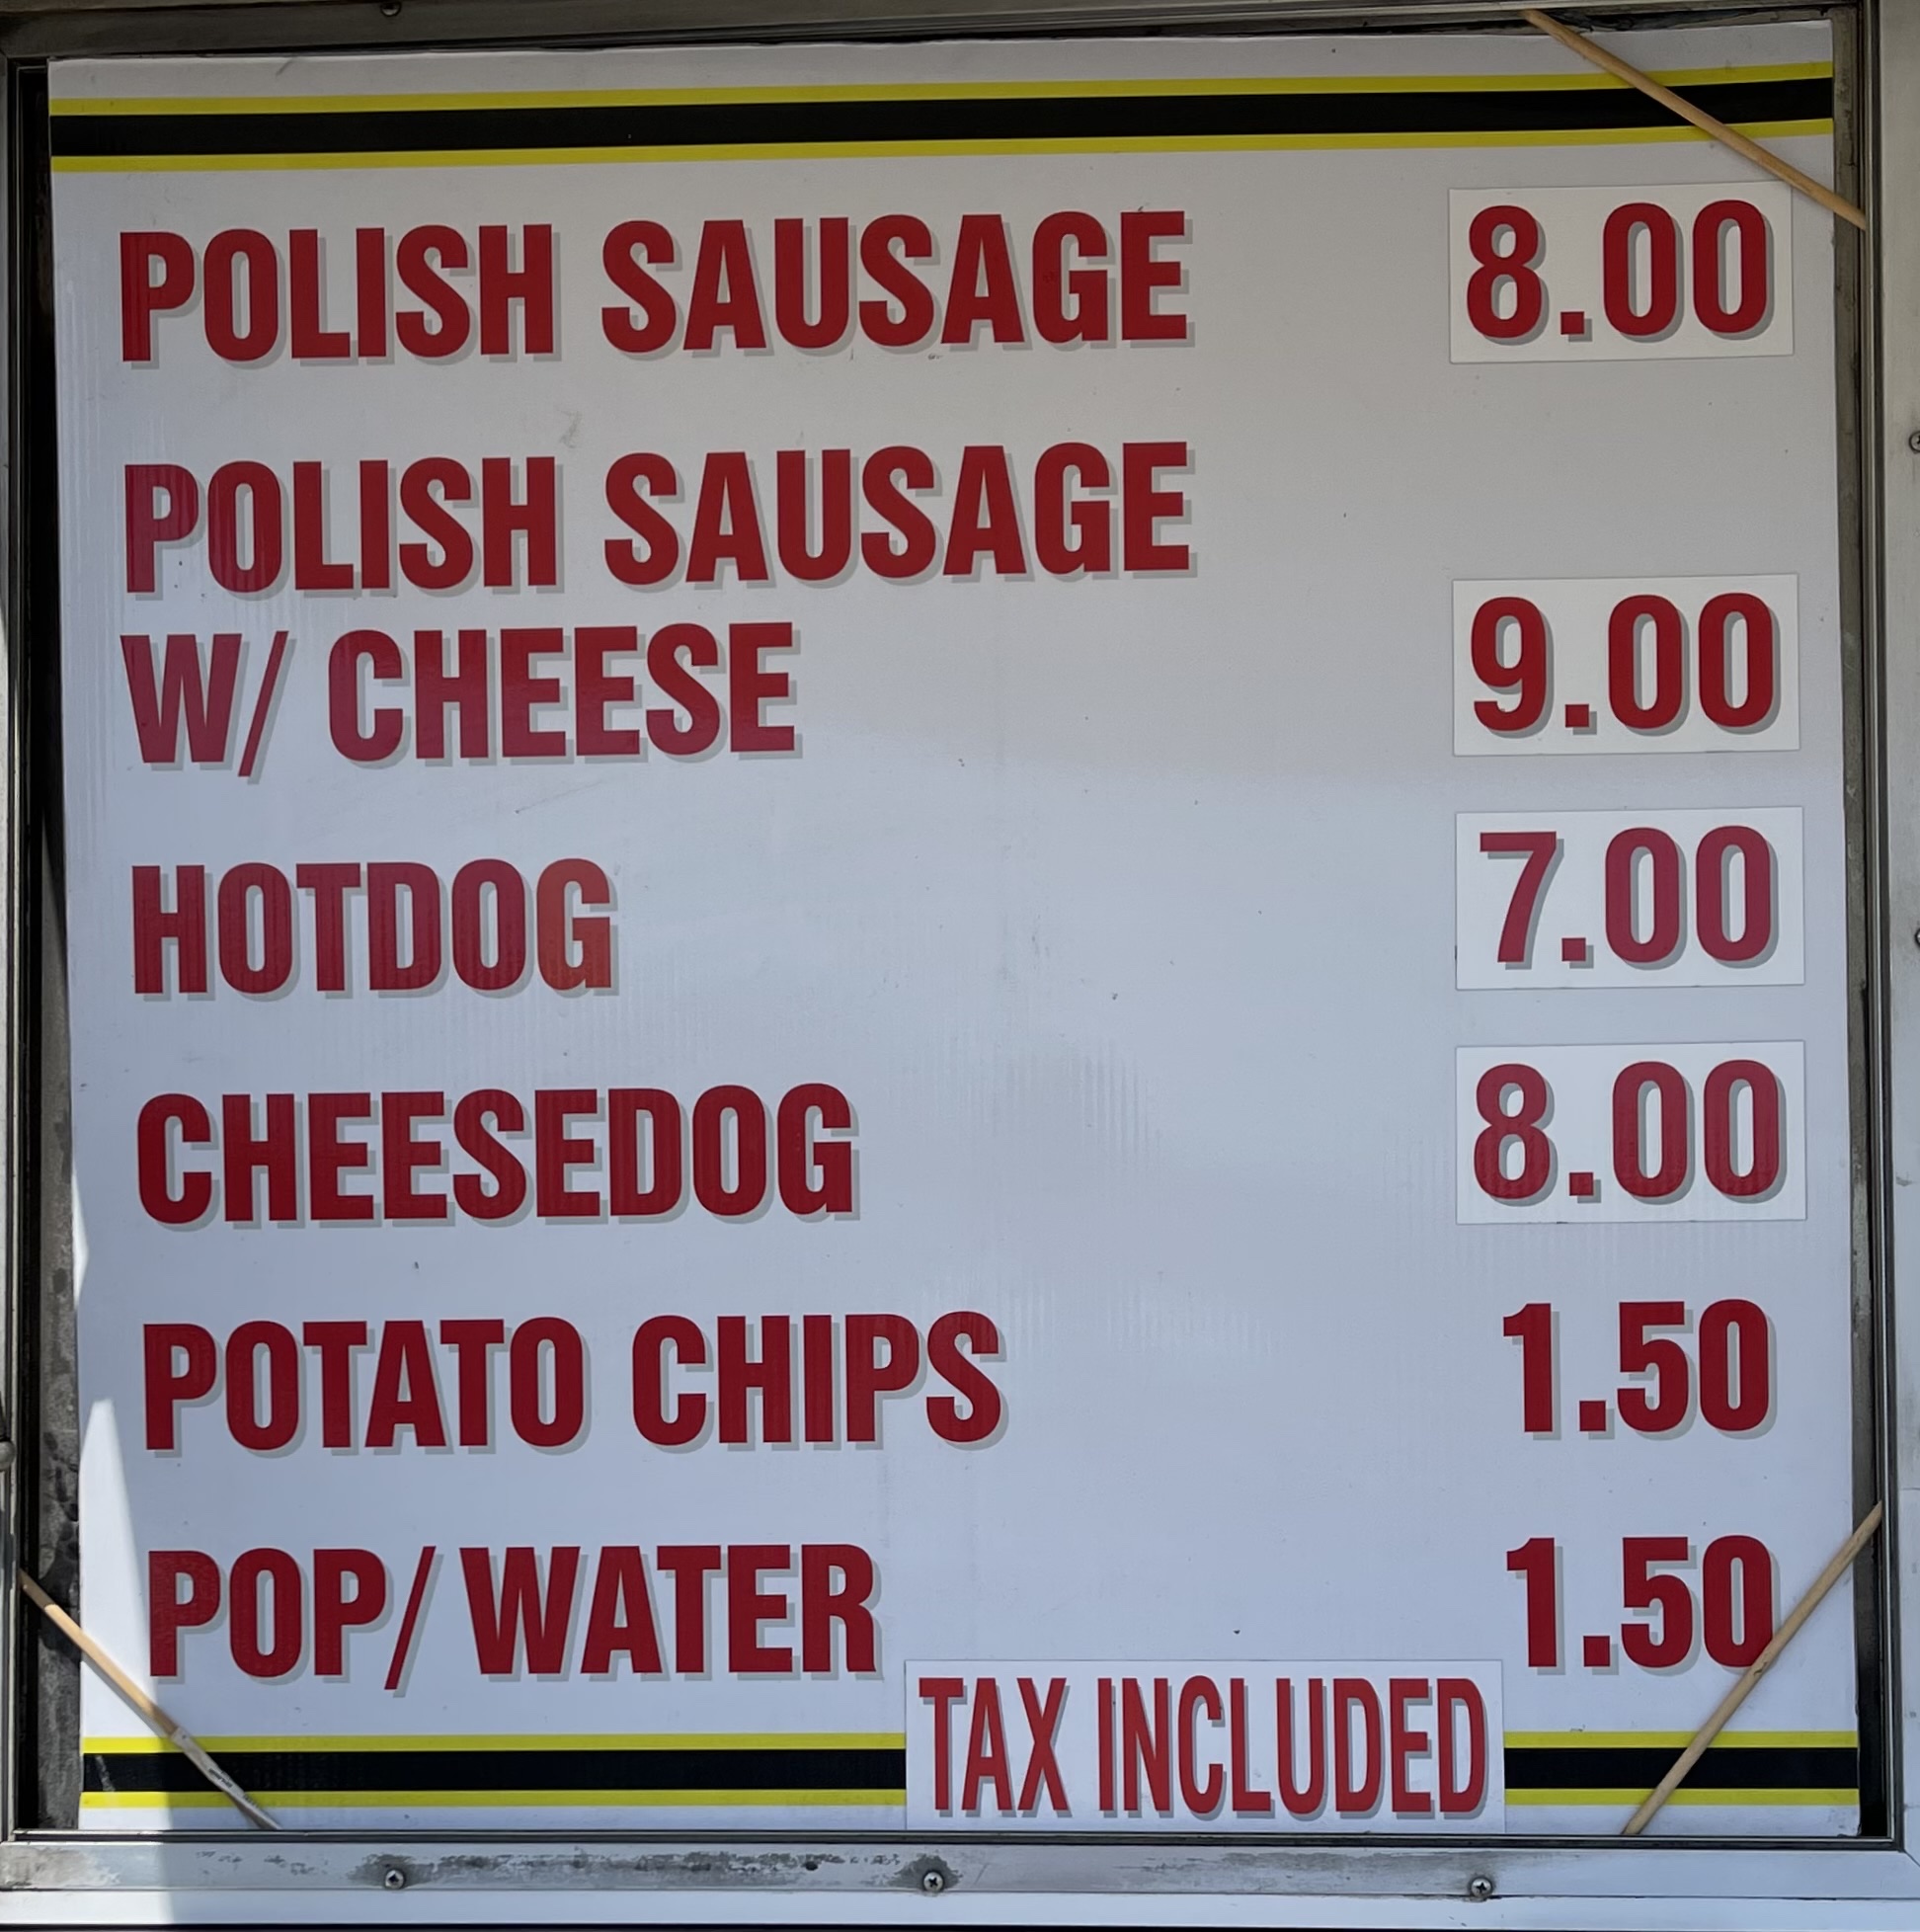 POLISH SAUSAGE 8.00
POLISH SAUSAGE
W/ CHEESE 9.00
HOTDOG 7.00
CHEESEDOG 8.00
POTATO CHIPS 1.50
POP/WATER 1.50
TAX INCLUDED